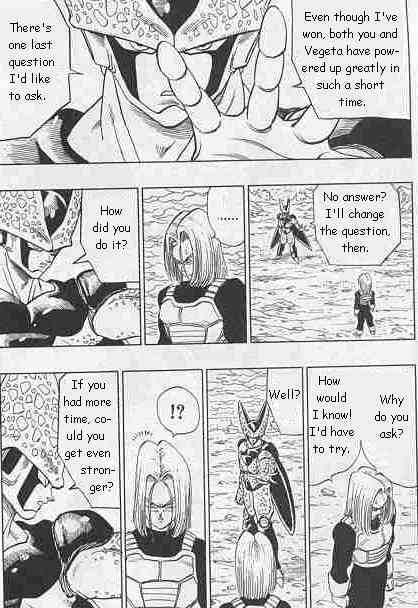 There's
one last
question
I'd like
to ask.
Even though I've
won, both you and
Vegeta have pow-
ered up greatly in
such a short
time.
How
did you
do it?
......
No answer?
I'll change
the question,
then.
If you
had more
time, co-
uld you
get even
stron-
ger?
!?
Well?
How
would
I know!
I'd have
to try.
Why
do you
ask?